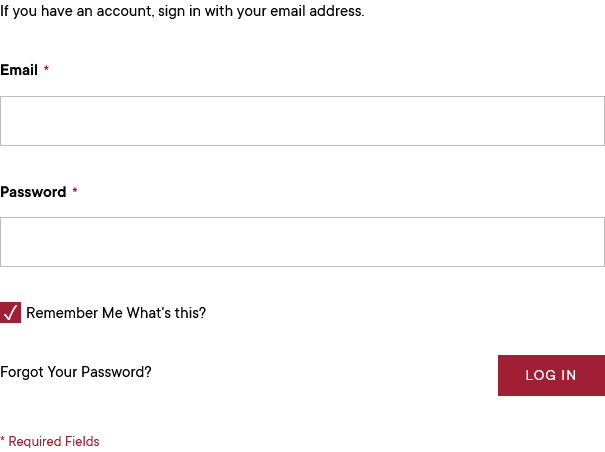 If you have an account, sign in with your email address.
Email *
Password *
Remember Me What's this?
Forgot Your Password?
LOG IN
* Required Fields